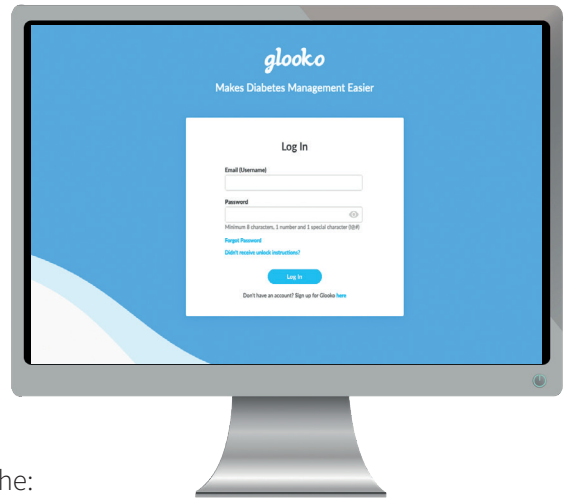 glooko
Makes Diabetes Management Easier
Log In
Email (Username)
Password
Minimum 8 characters, 1 number and 1 special character (!@#)
Forgot Password
Didn't receive unlock instructions?
Log In
Don't have an account? Sign up for Glooko here
he: